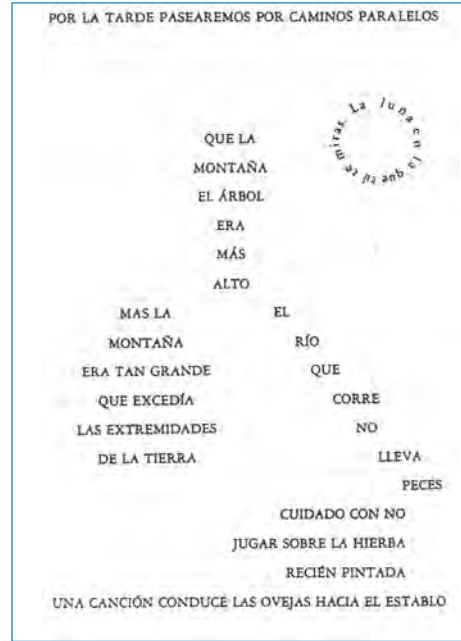 POR LA TARDE PASEAREMOS POR CAMINOS PARALELOS
La luna en la que tú te miras.
QUE LA
MONTAÑA
EL ÁRBOL
ERA
MÁS
ALTO
MAS LA
MONTAÑA
ERA TAN GRANDE
QUE EXCEDÍA
LAS EXTREMIDADES
DE LA TIERRA
EL
RÍO
QUE
CORRE
NO
LLEVA
PECES
CUIDADO CON NO
JUGAR SOBRE LA HIERBA
RECIÉN PINTADA
UNA CANCIÓN CONDUCE LAS OVEJAS HACIA EL ESTABLO